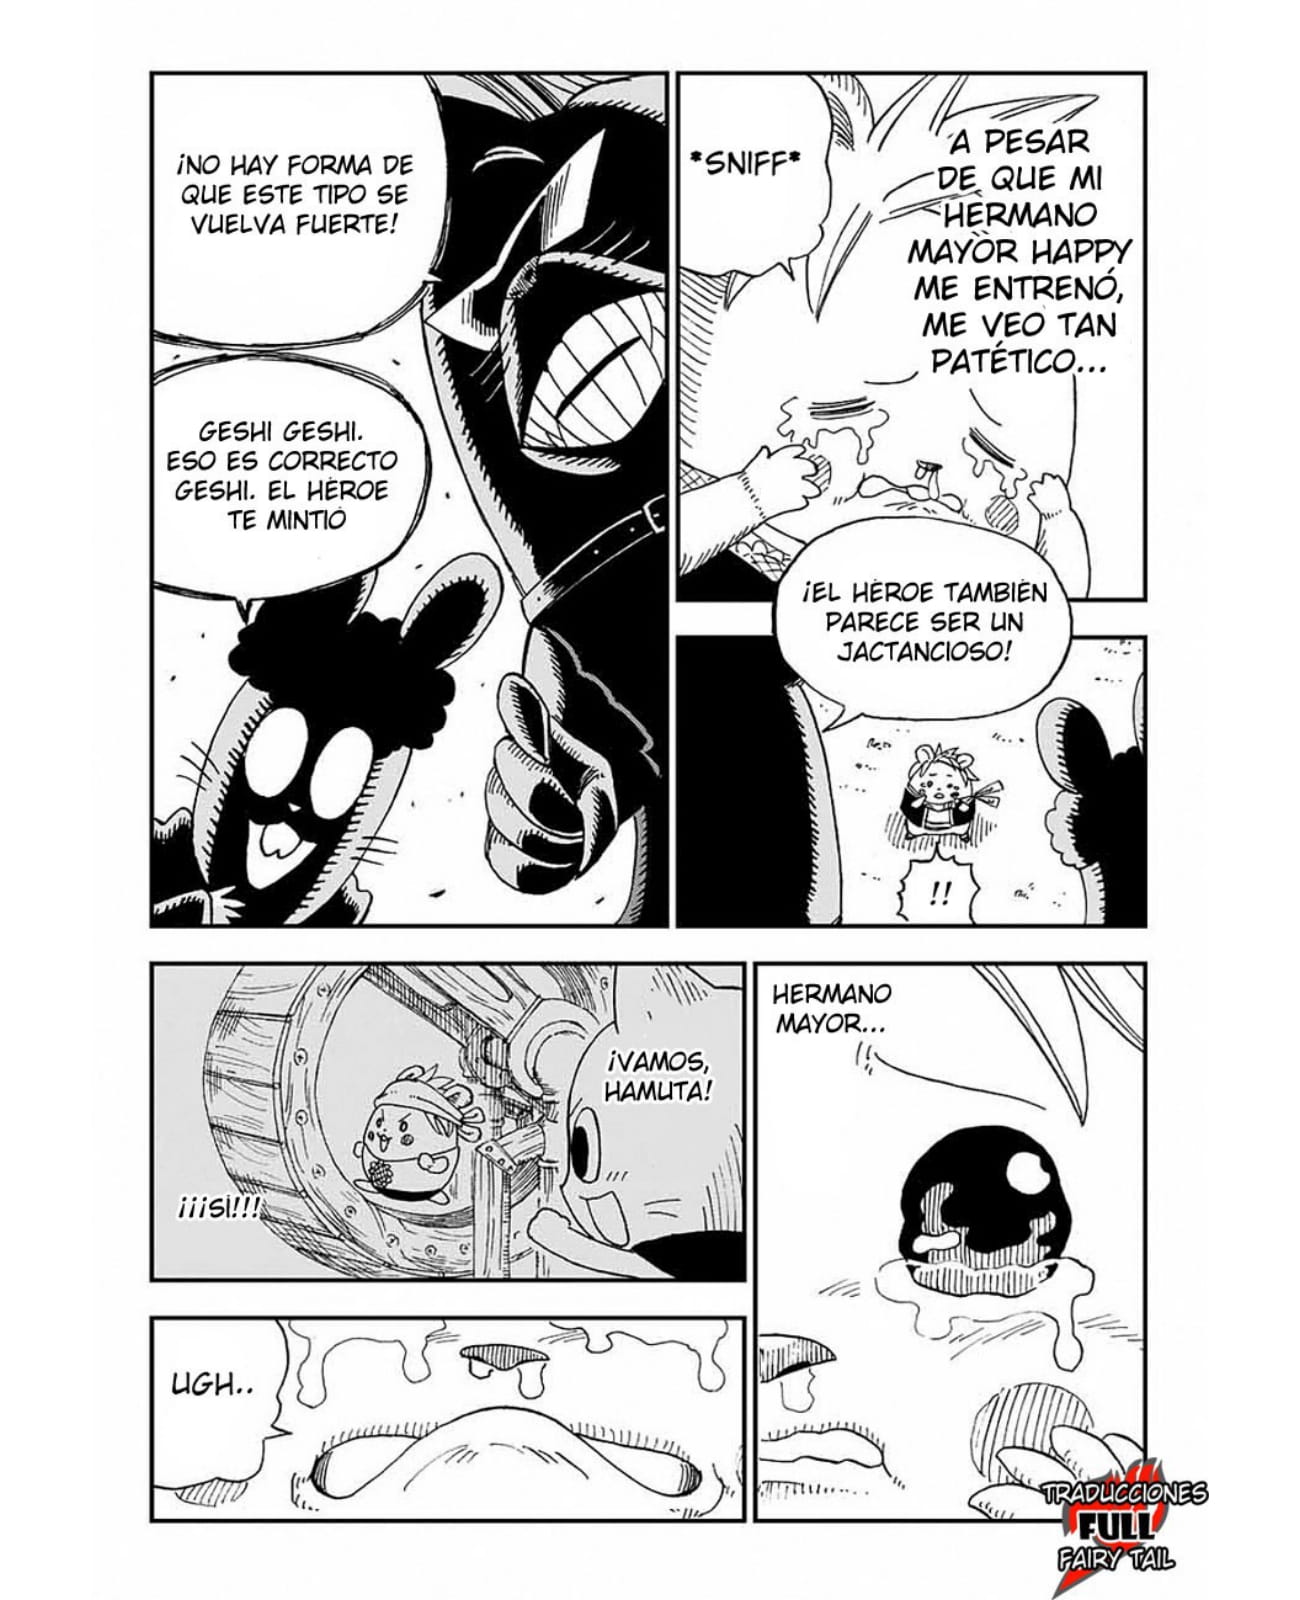 *SNIFF*
A PESAR
DE QUE MI
HERMANO
MAYOR HAPPY
ME ENTRENÓ,
ME VEO TAN
PATÉTICO...
¡NO HAY FORMA DE
QUE ESTE TIPO SE
VUELVA FUERTE!
GESHI GESHI.
ESO ES CORRECTO
GESHI. EL HÉROE
TE MINTIÓ
¡EL HÉROE TAMBIÉN
PARECE SER UN
JACTANCIOSO!
!!
HERMANO
MAYOR...
¡VAMOS,
HAMUTA!
¡¡¡SÍ!!!
UGH..
TRADUCCIONES
FULL
FAIRY TAIL